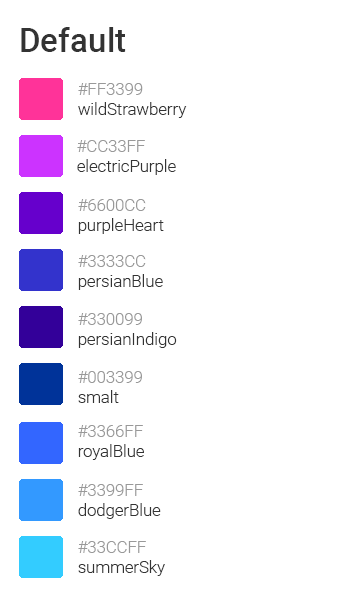 Default
#FF3399
wildStrawberry
#CC33FF
electricPurple
#6600CC
purpleHeart
#3333CC
persianBlue
#330099
persianIndigo
#003399
smalt
#3366FF
royalBlue
#3399FF
dodgerBlue
#33CCFF
summerSky